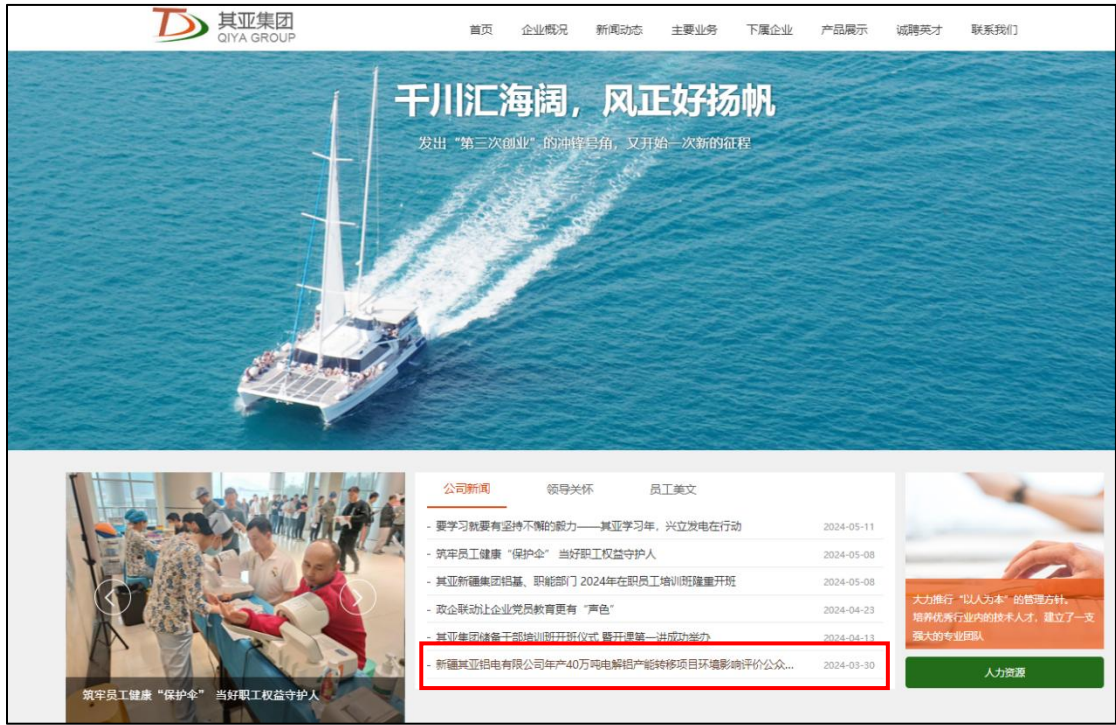 其亚集团
QIYA GROUP
首页 企业概况 新闻动态 主要业务 下属企业 产品展示 诚聘英才 联系我们
千川汇海阔，风正好扬帆
发出“第三次创业”的冲锋号角，又开始一次新的征程
公司新闻 领导关怀 员工美文
- 要学习就要有坚持不懈的毅力——其亚学习年、兴立发电在行动 2024-05-11
- 筑牢员工健康“保护伞” 当好职工权益守护人 2024-05-08
- 其亚新疆集团铝基、职能部门 2024年在职员工培训班隆重开班 2024-05-08
- 政企联动让企业党员教育更有“声色” 2024-04-23
- 其亚集团储备干部培训班开班仪式 暨开课第一讲成功举办 2024-04-13
- 新疆其亚铝电有限公司年产40万吨电解铝产能转移项目环境影响评价公众... 2024-03-30
筑牢员工健康“保护伞” 当好职工权益守护人
大力推行“以人为本”的管理方针。
培养优秀行业内的技术人才，建立了一支
强大的专业团队
人力资源